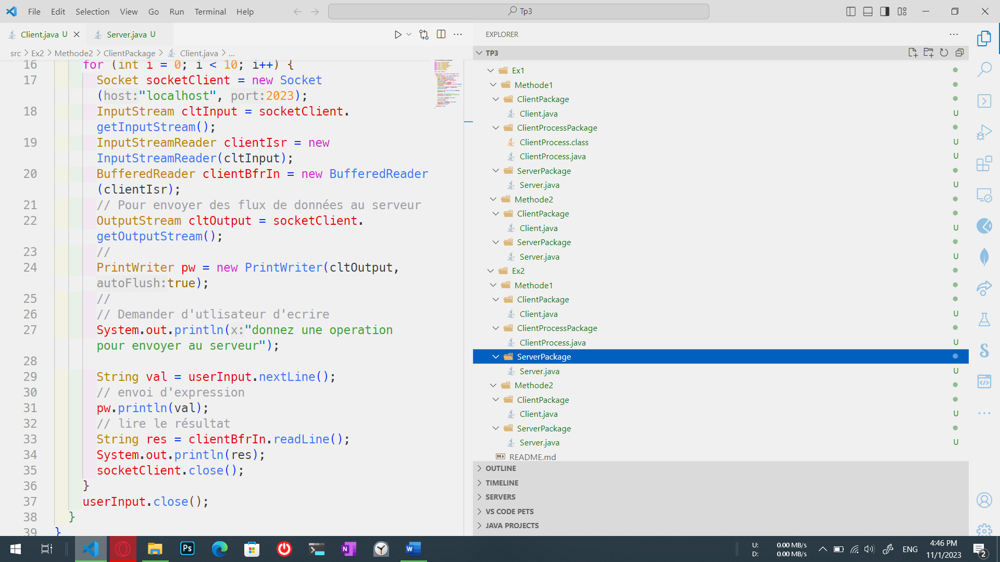 File Edit Selection View Go Run Terminal Help
Tp3
Client.java U
Server.java U
src > Ex2 > Methode2 > ClientPackage > Client.java > ...
16 for (int i = 0; i < 10; i++) {
17 Socket socketClient = new Socket
(host:"localhost", port:2023);
18 InputStream cltInput = socketClient.
getInputStream();
19 InputStreamReader clientIsr = new
InputStreamReader(cltInput);
20 BufferedReader clientBfrIn = new BufferedReader
(clientIsr);
21 // Pour envoyer des flux de données au serveur
22 OutputStream cltOutput = socketClient.
getOutputStream();
23 //
24 PrintWriter pw = new PrintWriter(cltOutput,
autoFlush:true);
25 //
26 // Demander d'utlisateur d'ecrire
27 System.out.println(x:"donnez une operation
pour envoyer au serveur");
28
29 String val = userInput.nextLine();
30 // envoi d'expression
31 pw.println(val);
32 // lire le résultat
33 String res = clientBfrIn.readLine();
34 System.out.println(res);
35 socketClient.close();
36 }
37 userInput.close();
38 }
39 }
EXPLORER
TP3
Ex1
Methode1
ClientPackage
Client.java U
ClientProcessPackage
ClientProcess.class U
ClientProcess.java U
ServerPackage
Server.java U
Methode2
ClientPackage
Client.java U
ServerPackage
Server.java U
Ex2
Methode1
ClientPackage
Client.java U
ClientProcessPackage
ClientProcess.java U
ServerPackage
Server.java U
Methode2
ClientPackage
Client.java U
ServerPackage
Server.java U
README.md
OUTLINE
TIMELINE
SERVERS
VS CODE PETS
JAVA PROJECTS
U: 0.00 MB/s
D: 0.00 MB/s
ENG
4:46 PM
11/1/2023
2